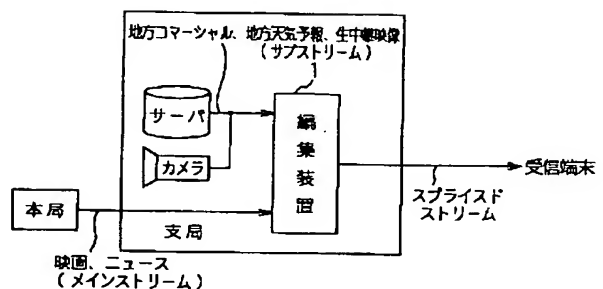 地方コマーシャル、地方天気予報、生中継映像
(サブストリーム)
1
サーバ
カメラ
編集装置
受信端末
スプライスド
ストリーム
本局
支局
映画、ニュース
(メインストリーム)